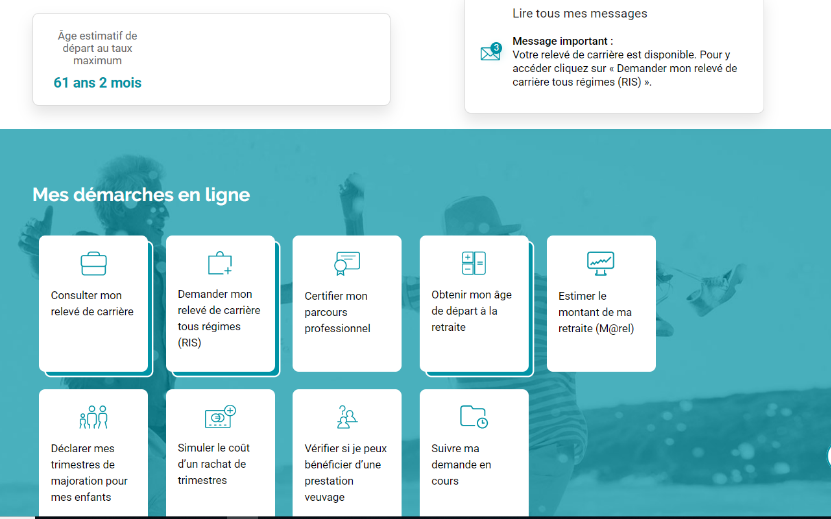 Âge estimatif de
départ au taux
maximum
61 ans 2 mois
Lire tous mes messages
3
Message important :
Votre relevé de carrière est disponible. Pour y
accéder cliquez sur « Demander mon relevé de
carrière tous régimes (RIS) ».
Mes démarches en ligne
Consulter mon
relevé de carrière
Demander mon
relevé de carrière
tous régimes
(RIS)
Certifier mon
parcours
professionnel
Obtenir mon âge
de départ à la
retraite
Estimer le
montant de ma
retraite (M@rel)
Déclarer mes
trimestres de
majoration pour
mes enfants
Simuler le coût
d'un rachat de
trimestres
Vérifier si je peux
bénéficier d'une
prestation
veuvage
Suivre ma
demande en
cours